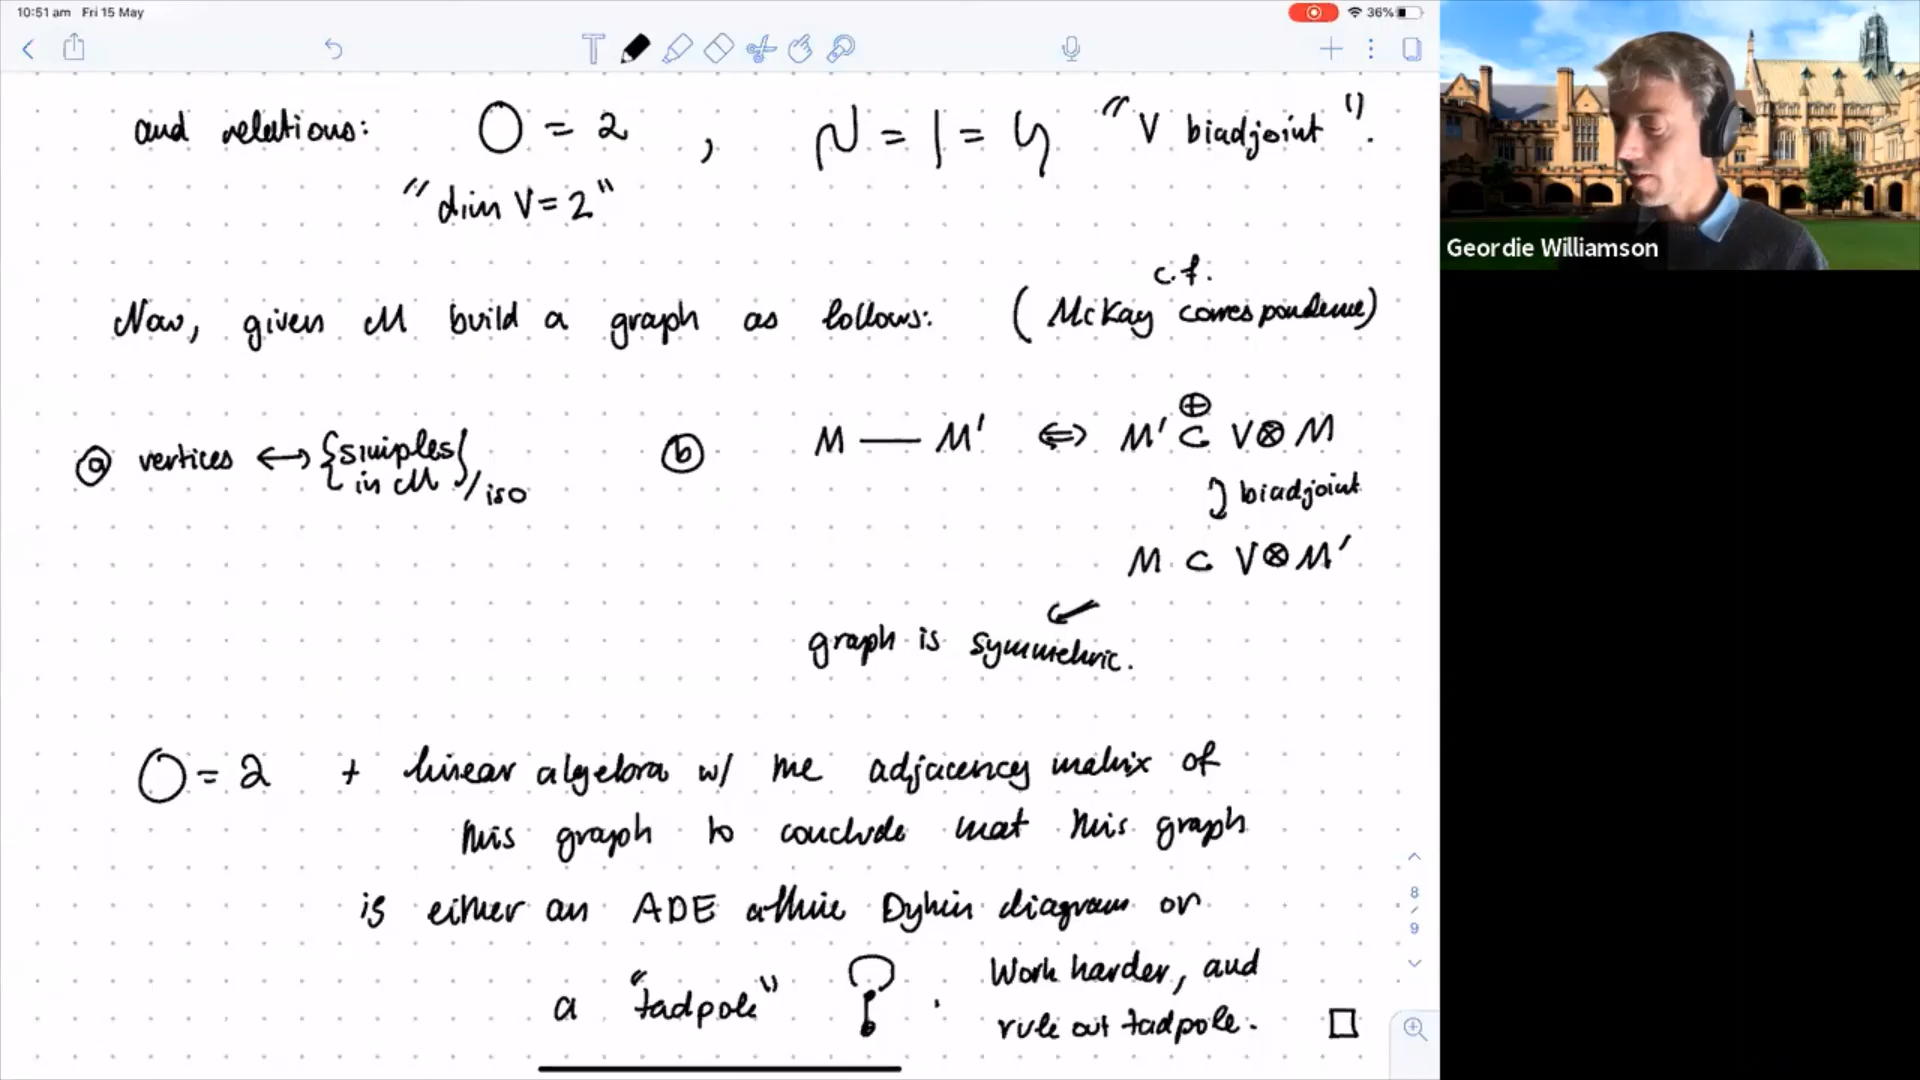 10:51 am Fri 15 May
36%
T
and relations: O = 2 , "V biadjoint".
"dim V = 2"
Geordie Williamson
Now, given M build a graph as follows: (c.f. McKay correspondence)
(a) vertices ⟷ {simples in M}/iso
(b) M — M' ⟺ M' ⊂⊕ V⊗M
biadjoint
M ⊂ V⊗M'
graph is symmetric.
O = 2 + linear algebra w/ the adjacency matrix of
this graph to conclude that this graph
is either an ADE affine Dynkin diagram or
a "tadpole" . Work harder, and
rule out tadpole. □
8
/
9